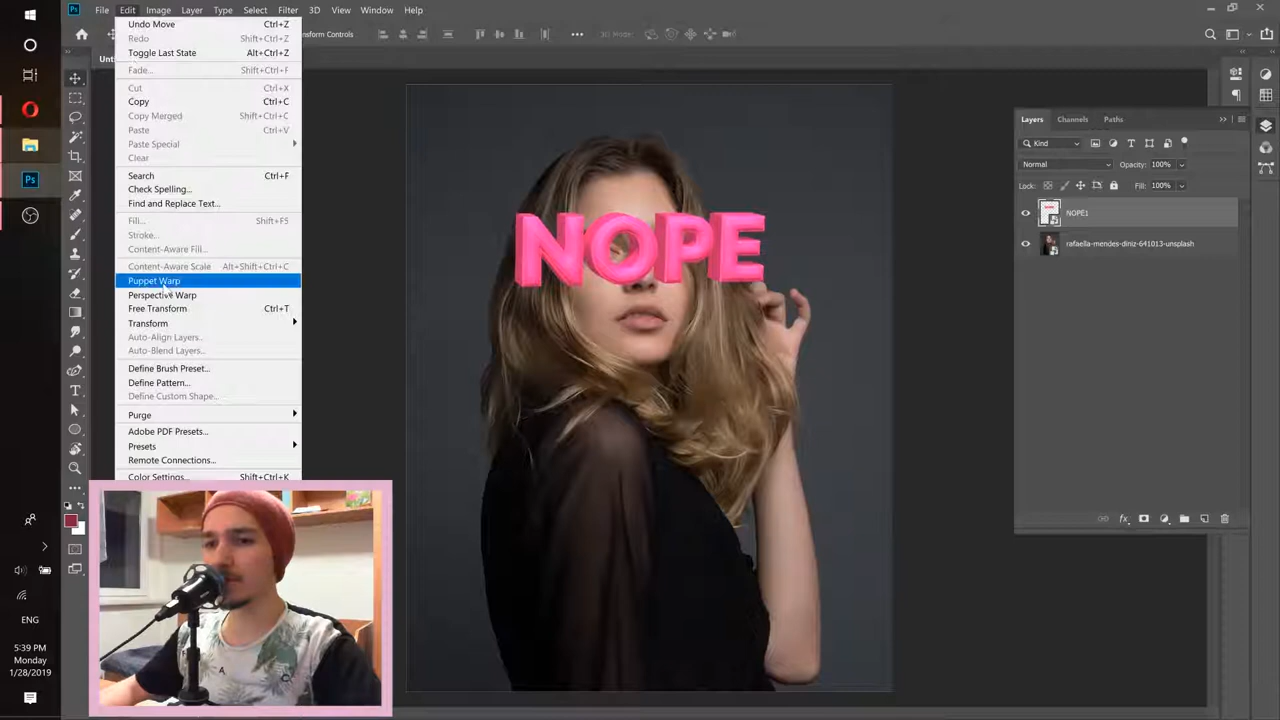 Ps
File Edit Image Layer Type Select Filter 3D View Window Help
Undo Move Ctrl+Z
Redo Shift+Ctrl+Z
Toggle Last State Alt+Ctrl+Z
Fade... Shift+Ctrl+F
Cut Ctrl+X
Copy Ctrl+C
Copy Merged Shift+Ctrl+C
Paste Ctrl+V
Paste Special
Clear
Search Ctrl+F
Check Spelling...
Find and Replace Text...
Fill... Shift+F5
Stroke...
Content-Aware Fill...
Content-Aware Scale Alt+Shift+Ctrl+C
Puppet Warp
Perspective Warp
Free Transform Ctrl+T
Transform
Auto-Align Layers...
Auto-Blend Layers...
Define Brush Preset...
Define Pattern...
Define Custom Shape...
Purge
Adobe PDF Presets...
Presets
Remote Connections...
Color Settings... Shift+Ctrl+K
Transform Controls
3D Mode:
NOPE
Layers Channels Paths
Kind
Normal Opacity: 100%
Lock: Fill: 100%
NOPE1
rafaella-mendes-diniz-641013-unsplash
fx
Ps
ENG
5:39 PM
Monday
1/28/2019